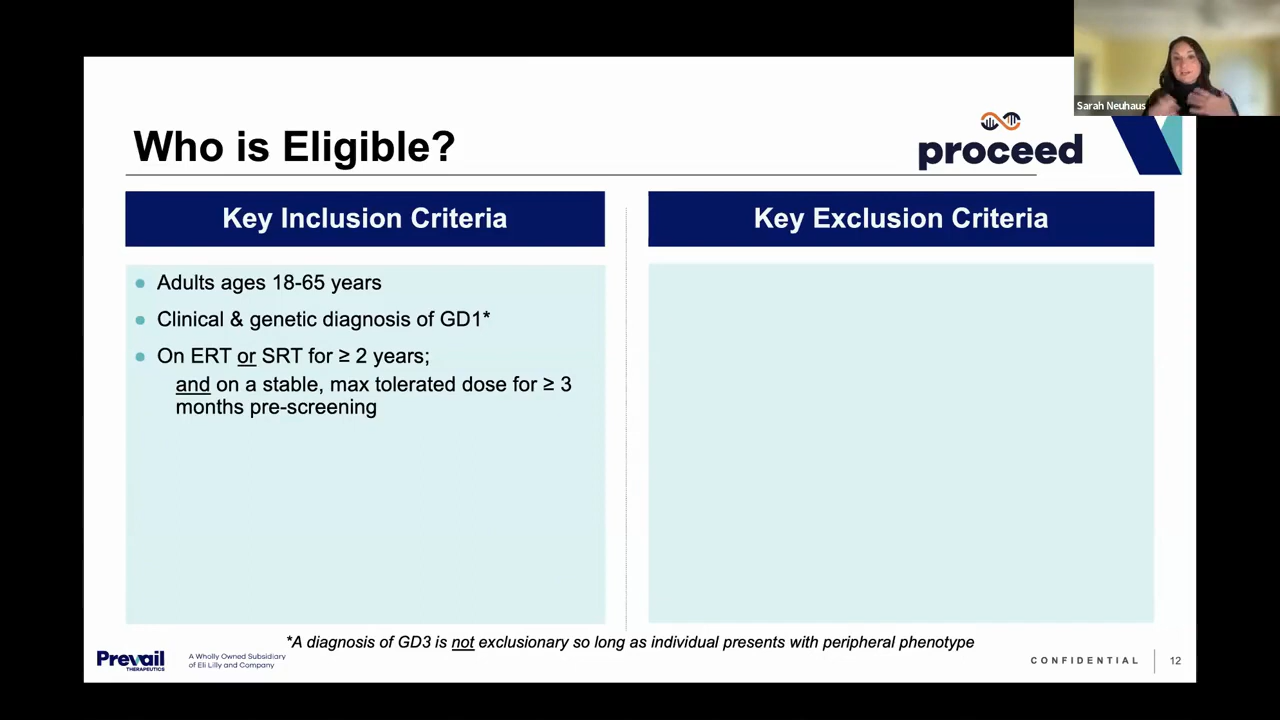 Sarah Neuhaus
Who is Eligible?
proceed
Key Inclusion Criteria
Key Exclusion Criteria
Adults ages 18-65 years
Clinical & genetic diagnosis of GD1*
On ERT or SRT for ≥ 2 years;
and on a stable, max tolerated dose for ≥ 3
months pre-screening
*A diagnosis of GD3 is not exclusionary so long as individual presents with peripheral phenotype
Prevail
THERAPEUTICS
A Wholly Owned Subsidiary
of Eli Lilly and Company
CONFIDENTIAL
12